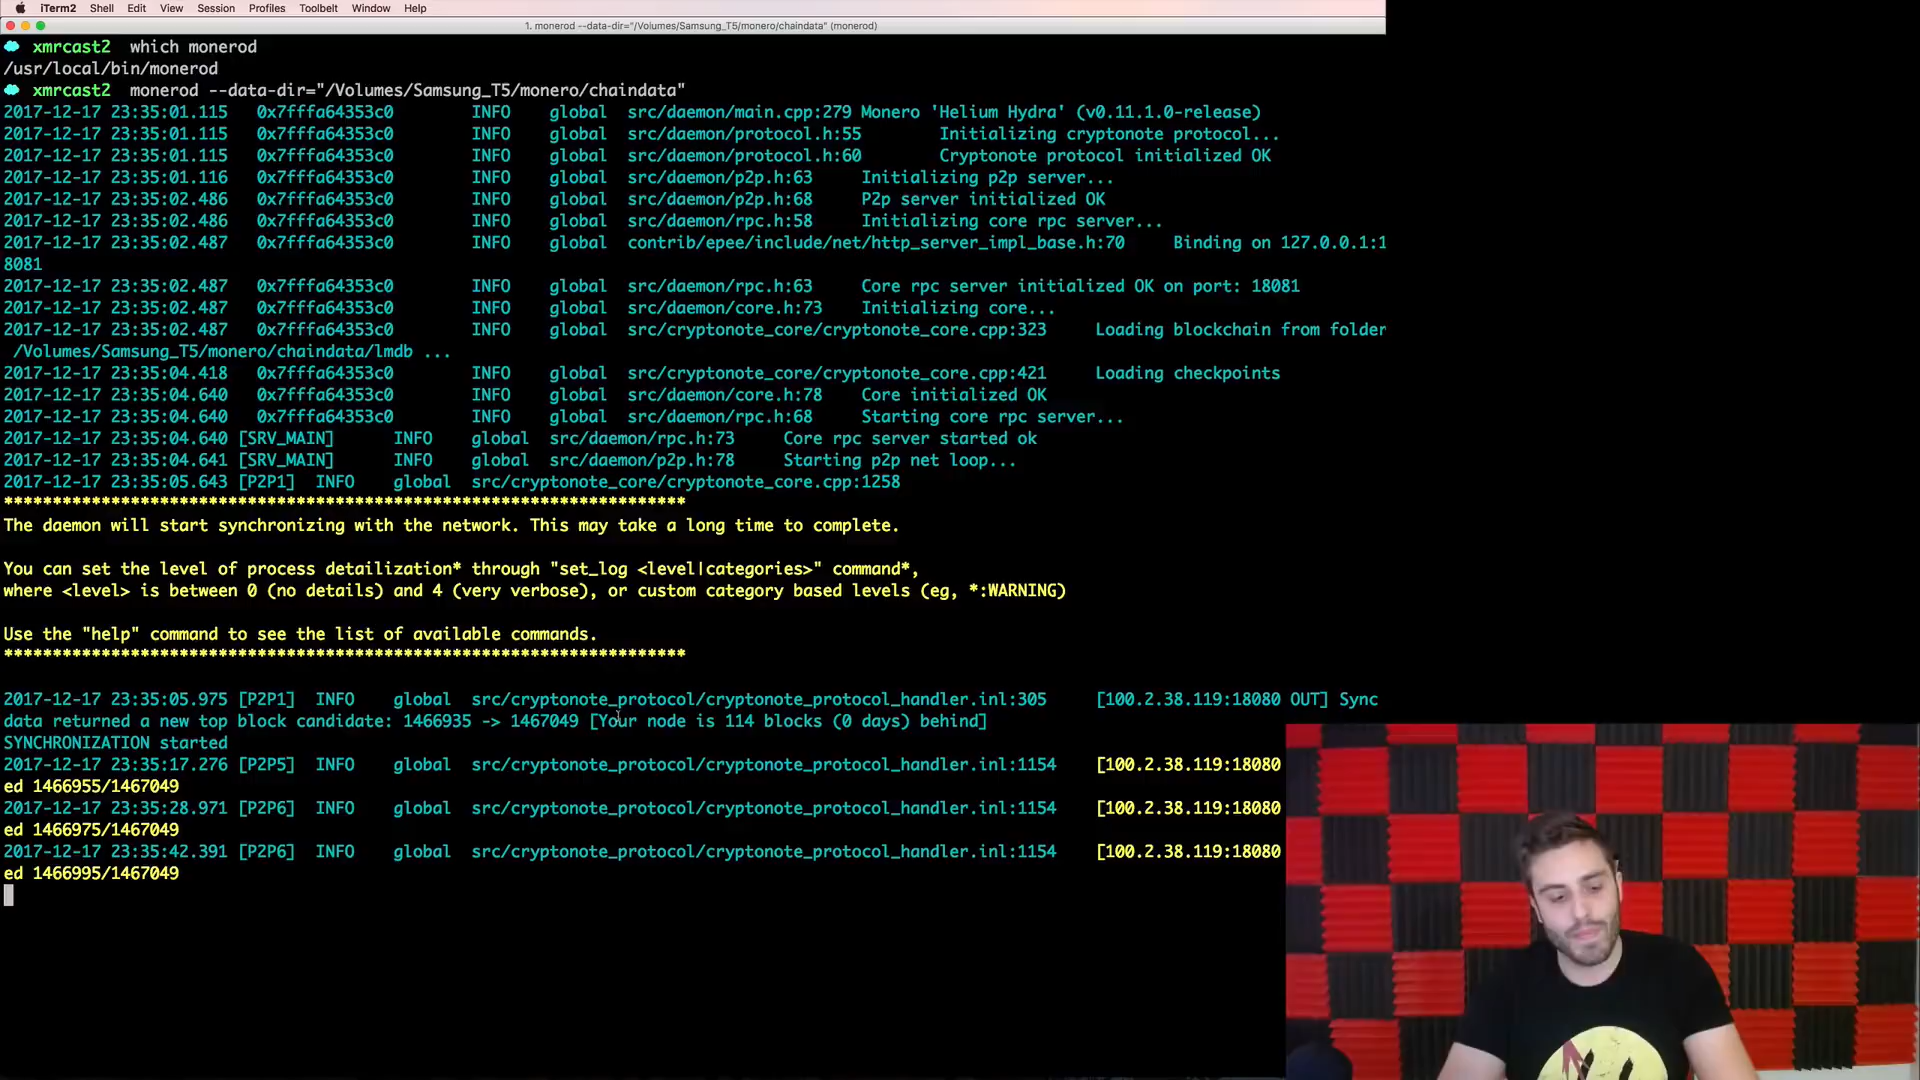 iTerm2 Shell Edit View Session Profiles Toolbelt Window Help
1. monerod --data-dir="/Volumes/Samsung_T5/monero/chaindata" (monerod)
xmrcast2 which monerod
/usr/local/bin/monerod
xmrcast2 monerod --data-dir="/Volumes/Samsung_T5/monero/chaindata"
2017-12-17 23:35:01.115 0x7fffa64353c0 INFO global src/daemon/main.cpp:279 Monero 'Helium Hydra' (v0.11.1.0-release)
2017-12-17 23:35:01.115 0x7fffa64353c0 INFO global src/daemon/protocol.h:55 Initializing cryptonote protocol...
2017-12-17 23:35:01.115 0x7fffa64353c0 INFO global src/daemon/protocol.h:60 Cryptonote protocol initialized OK
2017-12-17 23:35:01.116 0x7fffa64353c0 INFO global src/daemon/p2p.h:63 Initializing p2p server...
2017-12-17 23:35:02.486 0x7fffa64353c0 INFO global src/daemon/p2p.h:68 P2p server initialized OK
2017-12-17 23:35:02.486 0x7fffa64353c0 INFO global src/daemon/rpc.h:58 Initializing core rpc server...
2017-12-17 23:35:02.487 0x7fffa64353c0 INFO global contrib/epee/include/net/http_server_impl_base.h:70 Binding on 127.0.0.1:1
8081
2017-12-17 23:35:02.487 0x7fffa64353c0 INFO global src/daemon/rpc.h:63 Core rpc server initialized OK on port: 18081
2017-12-17 23:35:02.487 0x7fffa64353c0 INFO global src/daemon/core.h:73 Initializing core...
2017-12-17 23:35:02.487 0x7fffa64353c0 INFO global src/cryptonote_core/cryptonote_core.cpp:323 Loading blockchain from folder
/Volumes/Samsung_T5/monero/chaindata/lmdb ...
2017-12-17 23:35:04.418 0x7fffa64353c0 INFO global src/cryptonote_core/cryptonote_core.cpp:421 Loading checkpoints
2017-12-17 23:35:04.640 0x7fffa64353c0 INFO global src/daemon/core.h:78 Core initialized OK
2017-12-17 23:35:04.640 0x7fffa64353c0 INFO global src/daemon/rpc.h:68 Starting core rpc server...
2017-12-17 23:35:04.640 [SRV_MAIN] INFO global src/daemon/rpc.h:73 Core rpc server started ok
2017-12-17 23:35:04.641 [SRV_MAIN] INFO global src/daemon/p2p.h:78 Starting p2p net loop...
2017-12-17 23:35:05.643 [P2P1] INFO global src/cryptonote_core/cryptonote_core.cpp:1258
**********************************************************************
The daemon will start synchronizing with the network. This may take a long time to complete.
You can set the level of process detailization* through "set_log <level|categories>" command*,
where <level> is between 0 (no details) and 4 (very verbose), or custom category based levels (eg, *:WARNING)
Use the "help" command to see the list of available commands.
**********************************************************************
2017-12-17 23:35:05.975 [P2P1] INFO global src/cryptonote_protocol/cryptonote_protocol_handler.inl:305 [100.2.38.119:18080 OUT] Sync
data returned a new top block candidate: 1466935 -> 1467049 [Your node is 114 blocks (0 days) behind]
SYNCHRONIZATION started
2017-12-17 23:35:17.276 [P2P5] INFO global src/cryptonote_protocol/cryptonote_protocol_handler.inl:1154 [100.2.38.119:18080
ed 1466955/1467049
2017-12-17 23:35:28.971 [P2P6] INFO global src/cryptonote_protocol/cryptonote_protocol_handler.inl:1154 [100.2.38.119:18080
ed 1466975/1467049
2017-12-17 23:35:42.391 [P2P6] INFO global src/cryptonote_protocol/cryptonote_protocol_handler.inl:1154 [100.2.38.119:18080
ed 1466995/1467049